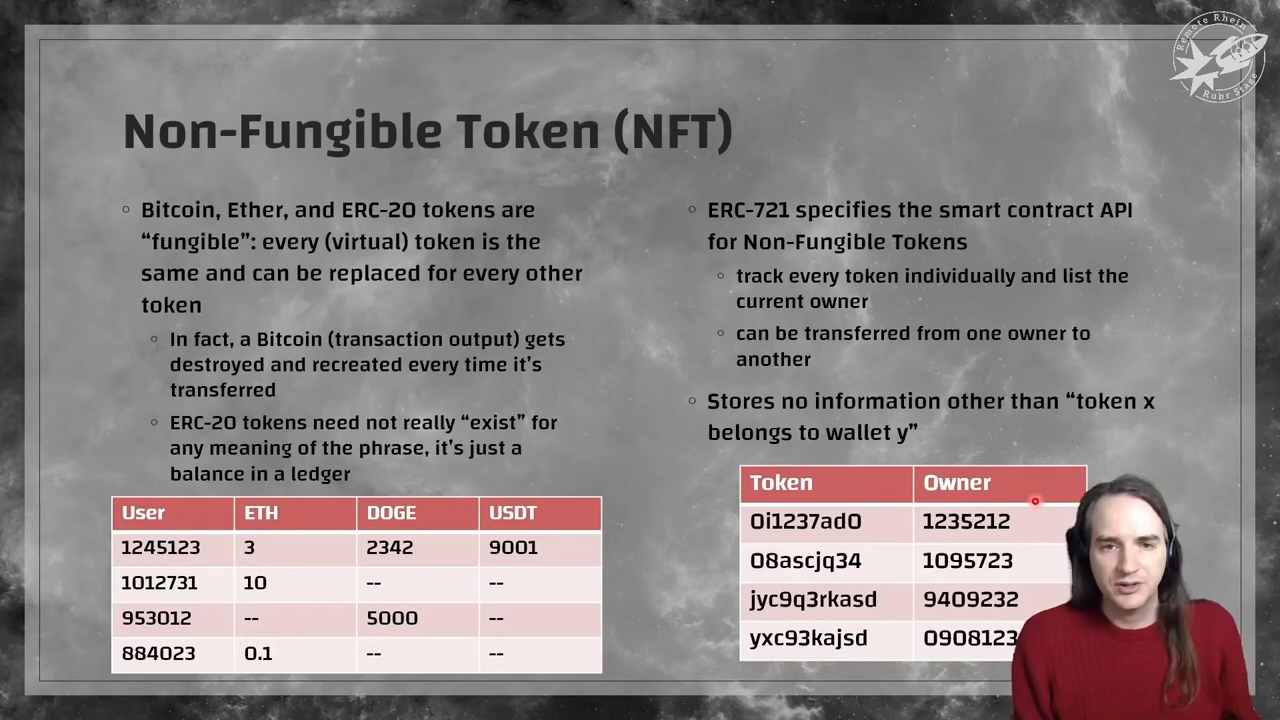 Remote Rhein
Ruhr Stage
Non-Fungible Token (NFT)
Bitcoin, Ether, and ERC-20 tokens are
“fungible”: every (virtual) token is the
same and can be replaced for every other
token
In fact, a Bitcoin (transaction output) gets
destroyed and recreated every time it’s
transferred
ERC-20 tokens need not really “exist” for
any meaning of the phrase, it’s just a
balance in a ledger
User ETH DOGE USDT
1245123 3 2342 9001
1012731 10 -- --
953012 -- 5000 --
884023 0.1 -- --
ERC-721 specifies the smart contract API
for Non-Fungible Tokens
track every token individually and list the
current owner
can be transferred from one owner to
another
Stores no information other than “token x
belongs to wallet y”
Token Owner
0i1237ad0 1235212
08ascjq34 1095723
jyc9q3rkasd 9409232
yxc93kajsd 0908123